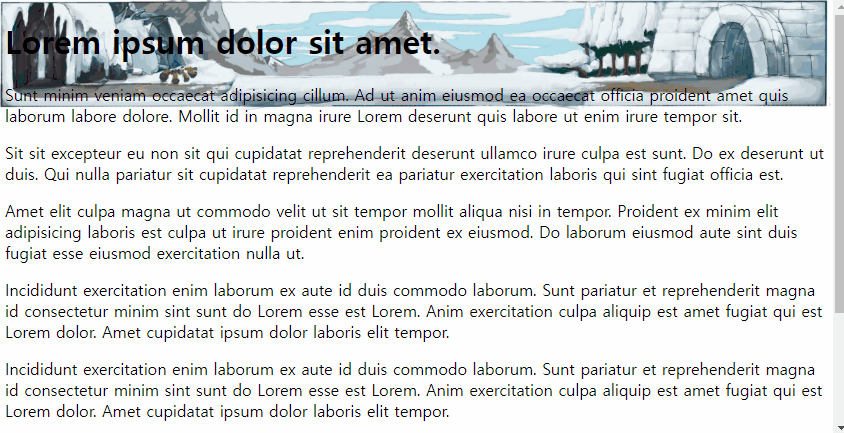 Lorem ipsum dolor sit amet.
Sunt minim veniam occaecat adipisicing cillum. Ad ut anim eiusmod ea occaecat officia proident amet quis
laborum labore dolore. Mollit id in magna irure Lorem deserunt quis labore ut enim irure tempor sit.
Sit sit excepteur eu non sit qui cupidatat reprehenderit deserunt ullamco irure culpa est sunt. Do ex deserunt ut
duis. Qui nulla pariatur sit cupidatat reprehenderit ea pariatur exercitation laboris qui sint fugiat officia est.
Amet elit culpa magna ut commodo velit ut sit tempor mollit aliqua nisi in tempor. Proident ex minim elit
adipisicing laboris est culpa ut irure proident enim proident ex eiusmod. Do laborum eiusmod aute sint duis
fugiat esse eiusmod exercitation nulla ut.
Incididunt exercitation enim laborum ex aute id duis commodo laborum. Sunt pariatur et reprehenderit magna
id consectetur minim sint sunt do Lorem esse est Lorem. Anim exercitation culpa aliquip est amet fugiat qui est
Lorem dolor. Amet cupidatat ipsum dolor laboris elit tempor.
Incididunt exercitation enim laborum ex aute id duis commodo laborum. Sunt pariatur et reprehenderit magna
id consectetur minim sint sunt do Lorem esse est Lorem. Anim exercitation culpa aliquip est amet fugiat qui est
Lorem dolor. Amet cupidatat ipsum dolor laboris elit tempor.